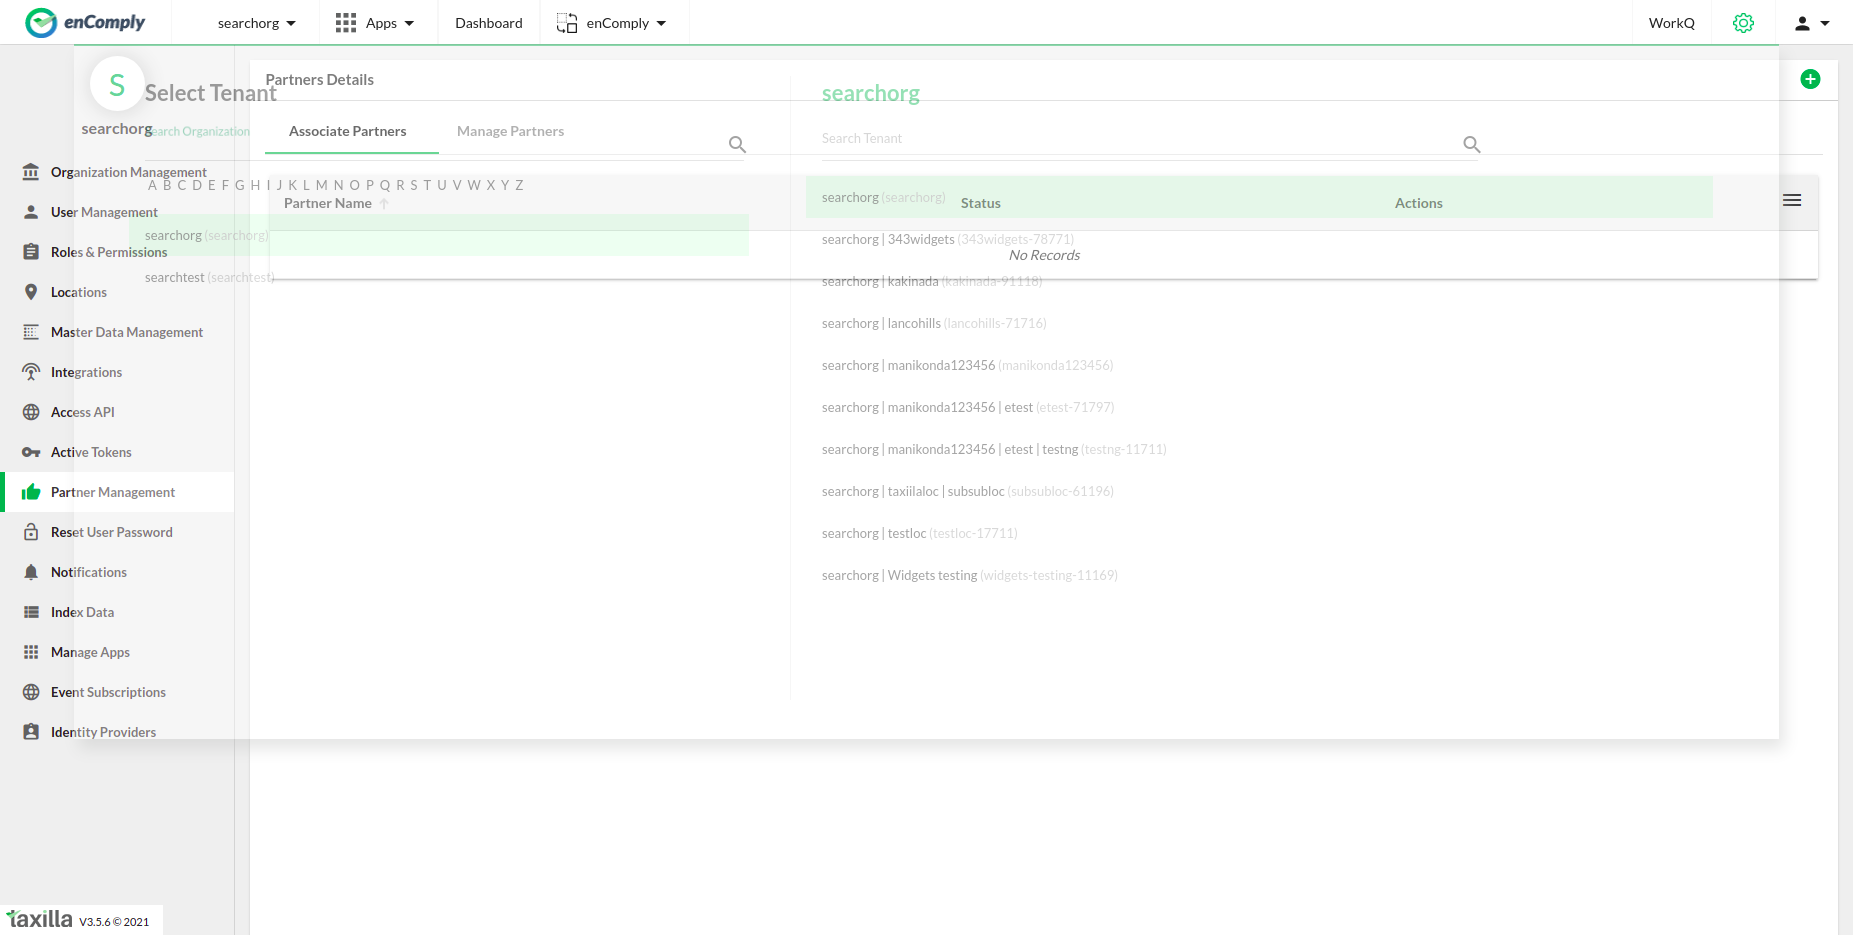 enComply
searchorg
Apps
Dashboard
enComply
WorkQ
S
searchorg
Organization Management
User Management
Roles & Permissions
Locations
Master Data Management
Integrations
Access API
Active Tokens
Partner Management
Reset User Password
Notifications
Index Data
Manage Apps
Event Subscriptions
Identity Providers
taxilla V3.5.6 © 2021
Partners Details
Associate Partners
Manage Partners
Partner Name
Status
Actions
No Records
Select Tenant
Search Organization
A B C D E F G H I J K L M N O P Q R S T U V W X Y Z
searchorg (searchorg)
searchtest (searchtest)
searchorg
Search Tenant
searchorg (searchorg)
searchorg | 343widgets (343widgets-78771)
searchorg | kakinada (kakinada-91118)
searchorg | lancohills (lancohills-71716)
searchorg | manikonda123456 (manikonda123456)
searchorg | manikonda123456 | etest (etest-71797)
searchorg | manikonda123456 | etest | testng (testng-11711)
searchorg | taxiilaloc | subsubloc (subsubloc-61196)
searchorg | testloc (testloc-17711)
searchorg | Widgets testing (widgets-testing-11169)